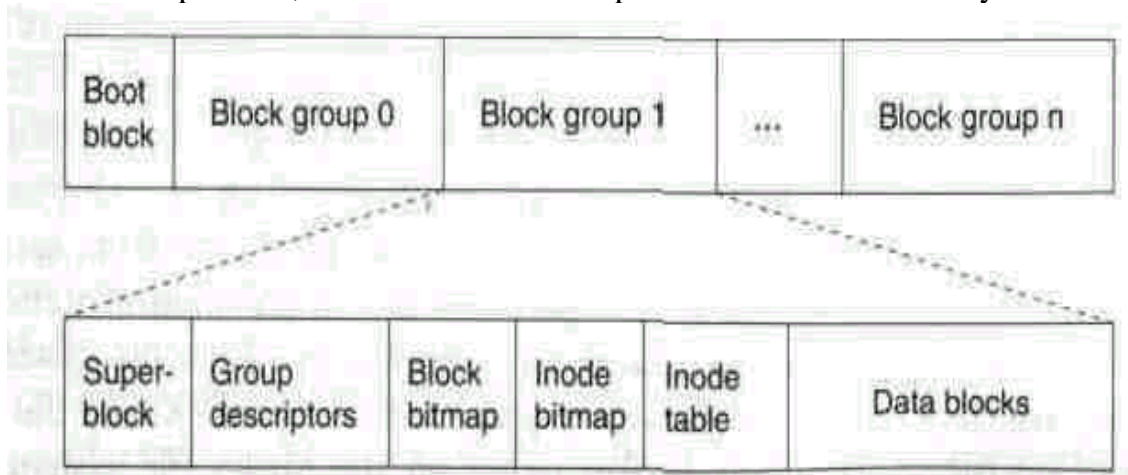 Boot block
Block group 0
Block group 1
...
Block group n
Super-
block
Group
descriptors
Block
bitmap
Inode
bitmap
Inode
table
Data blocks